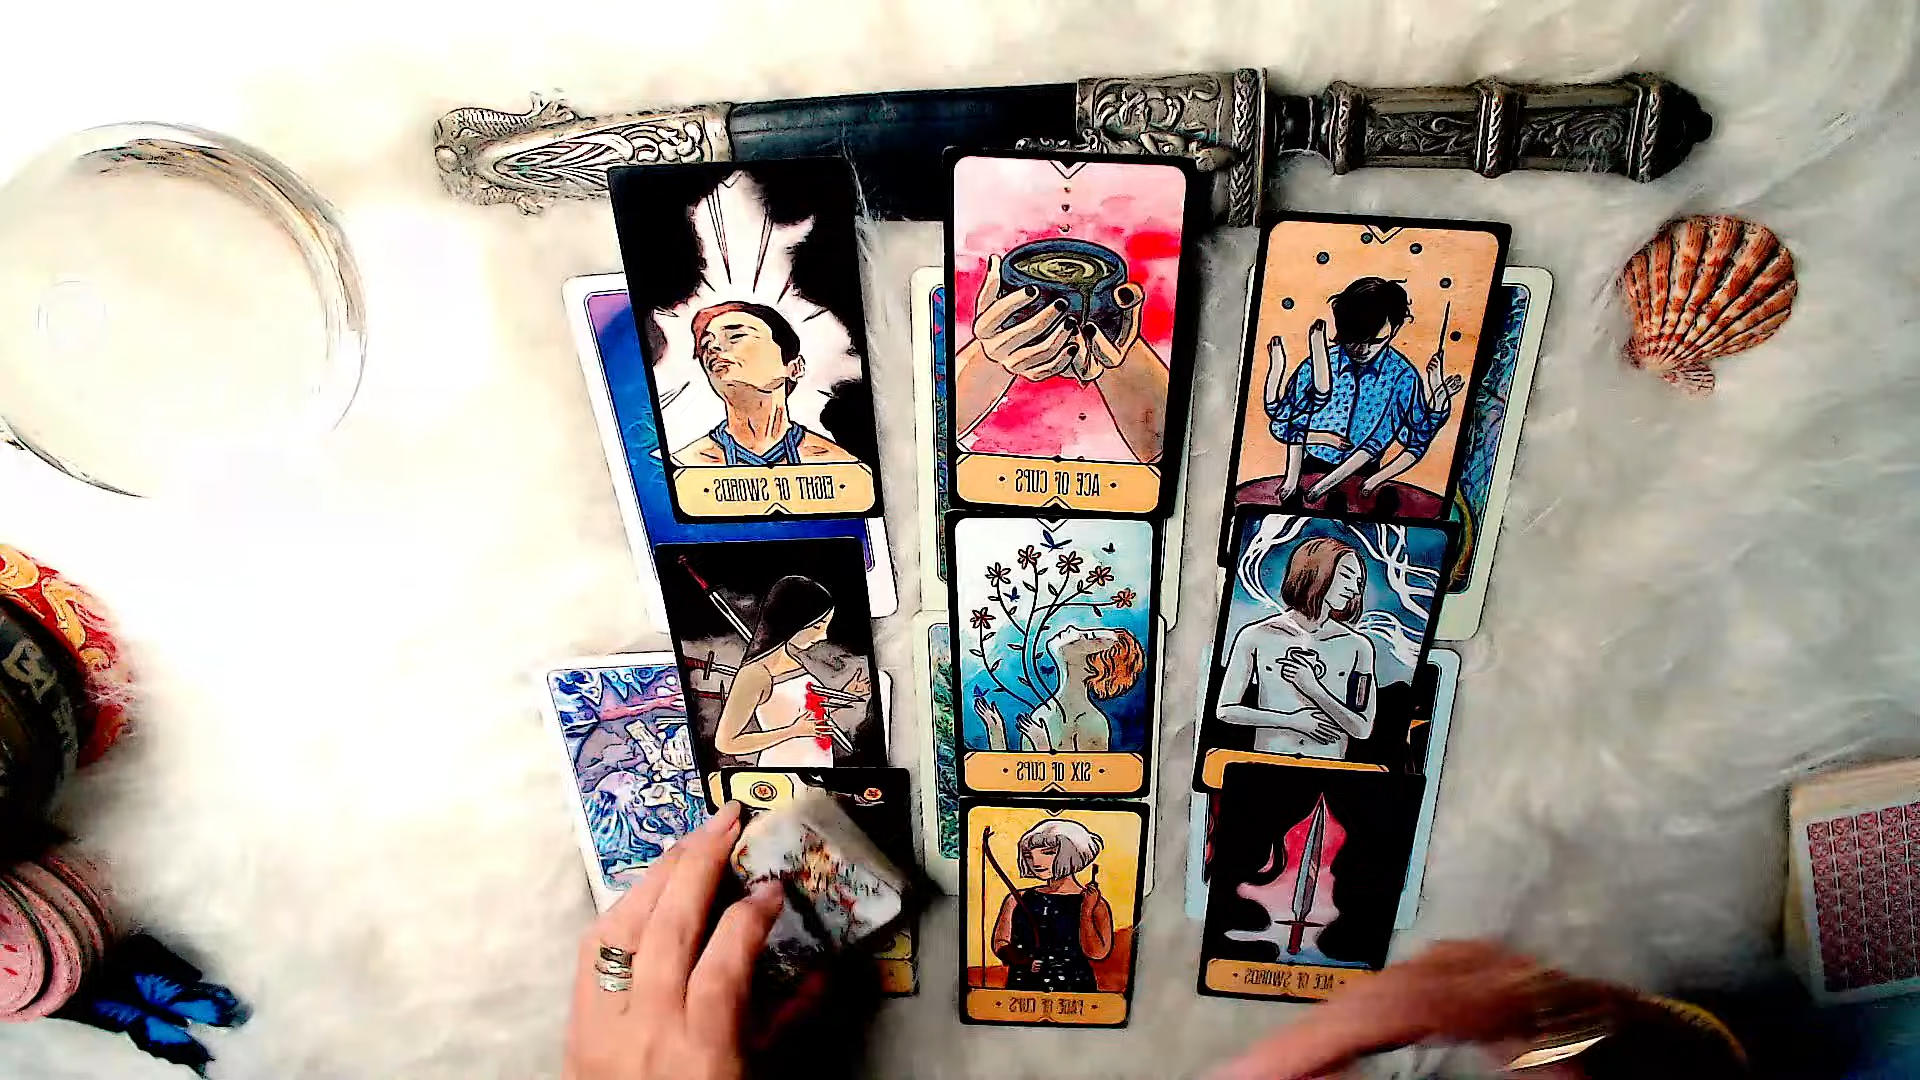 • EIGHT OF SWORDS •
• ACE OF CUPS •
• SIX OF CUPS •
• PAGE OF CUPS •
• ACE OF SWORDS •